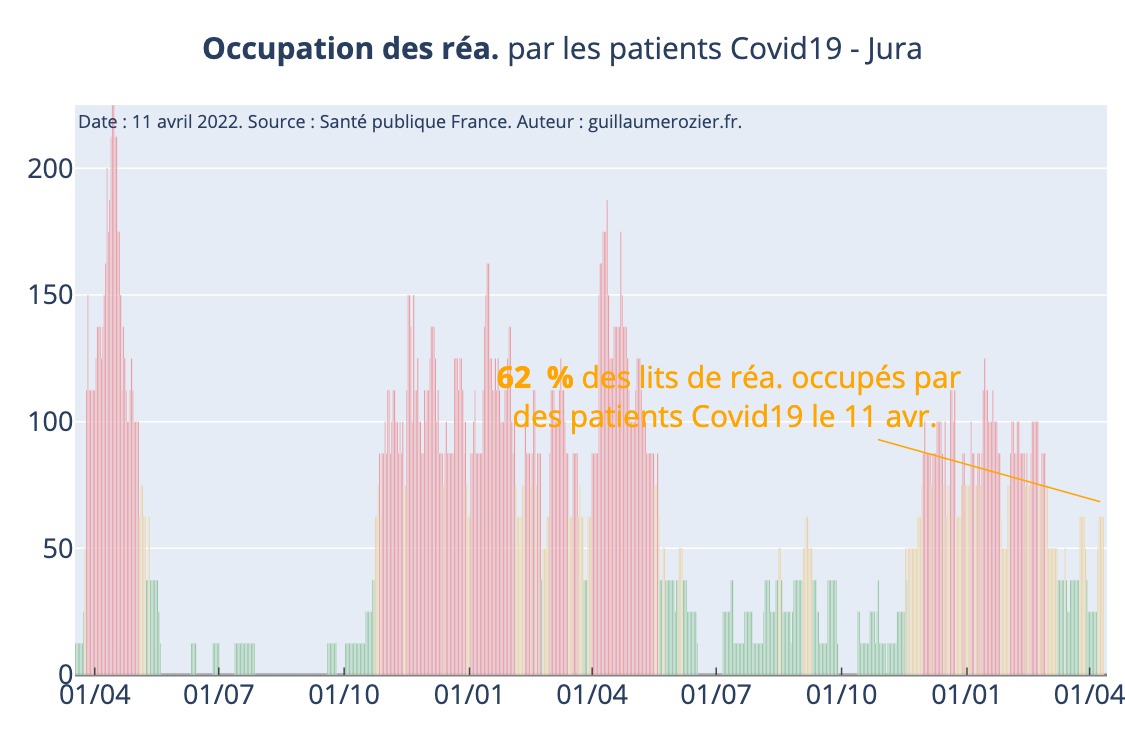 Occupation des réa. par les patients Covid19 - Jura
Date : 11 avril 2022. Source : Santé publique France. Auteur : guillaumerozier.fr.
200
150
62 % des lits de réa. occupés par
des patients Covid19 le 11 avr.
100
50
0
01/04 01/07 01/10 01/01 01/04 01/07 01/10 01/01 01/04